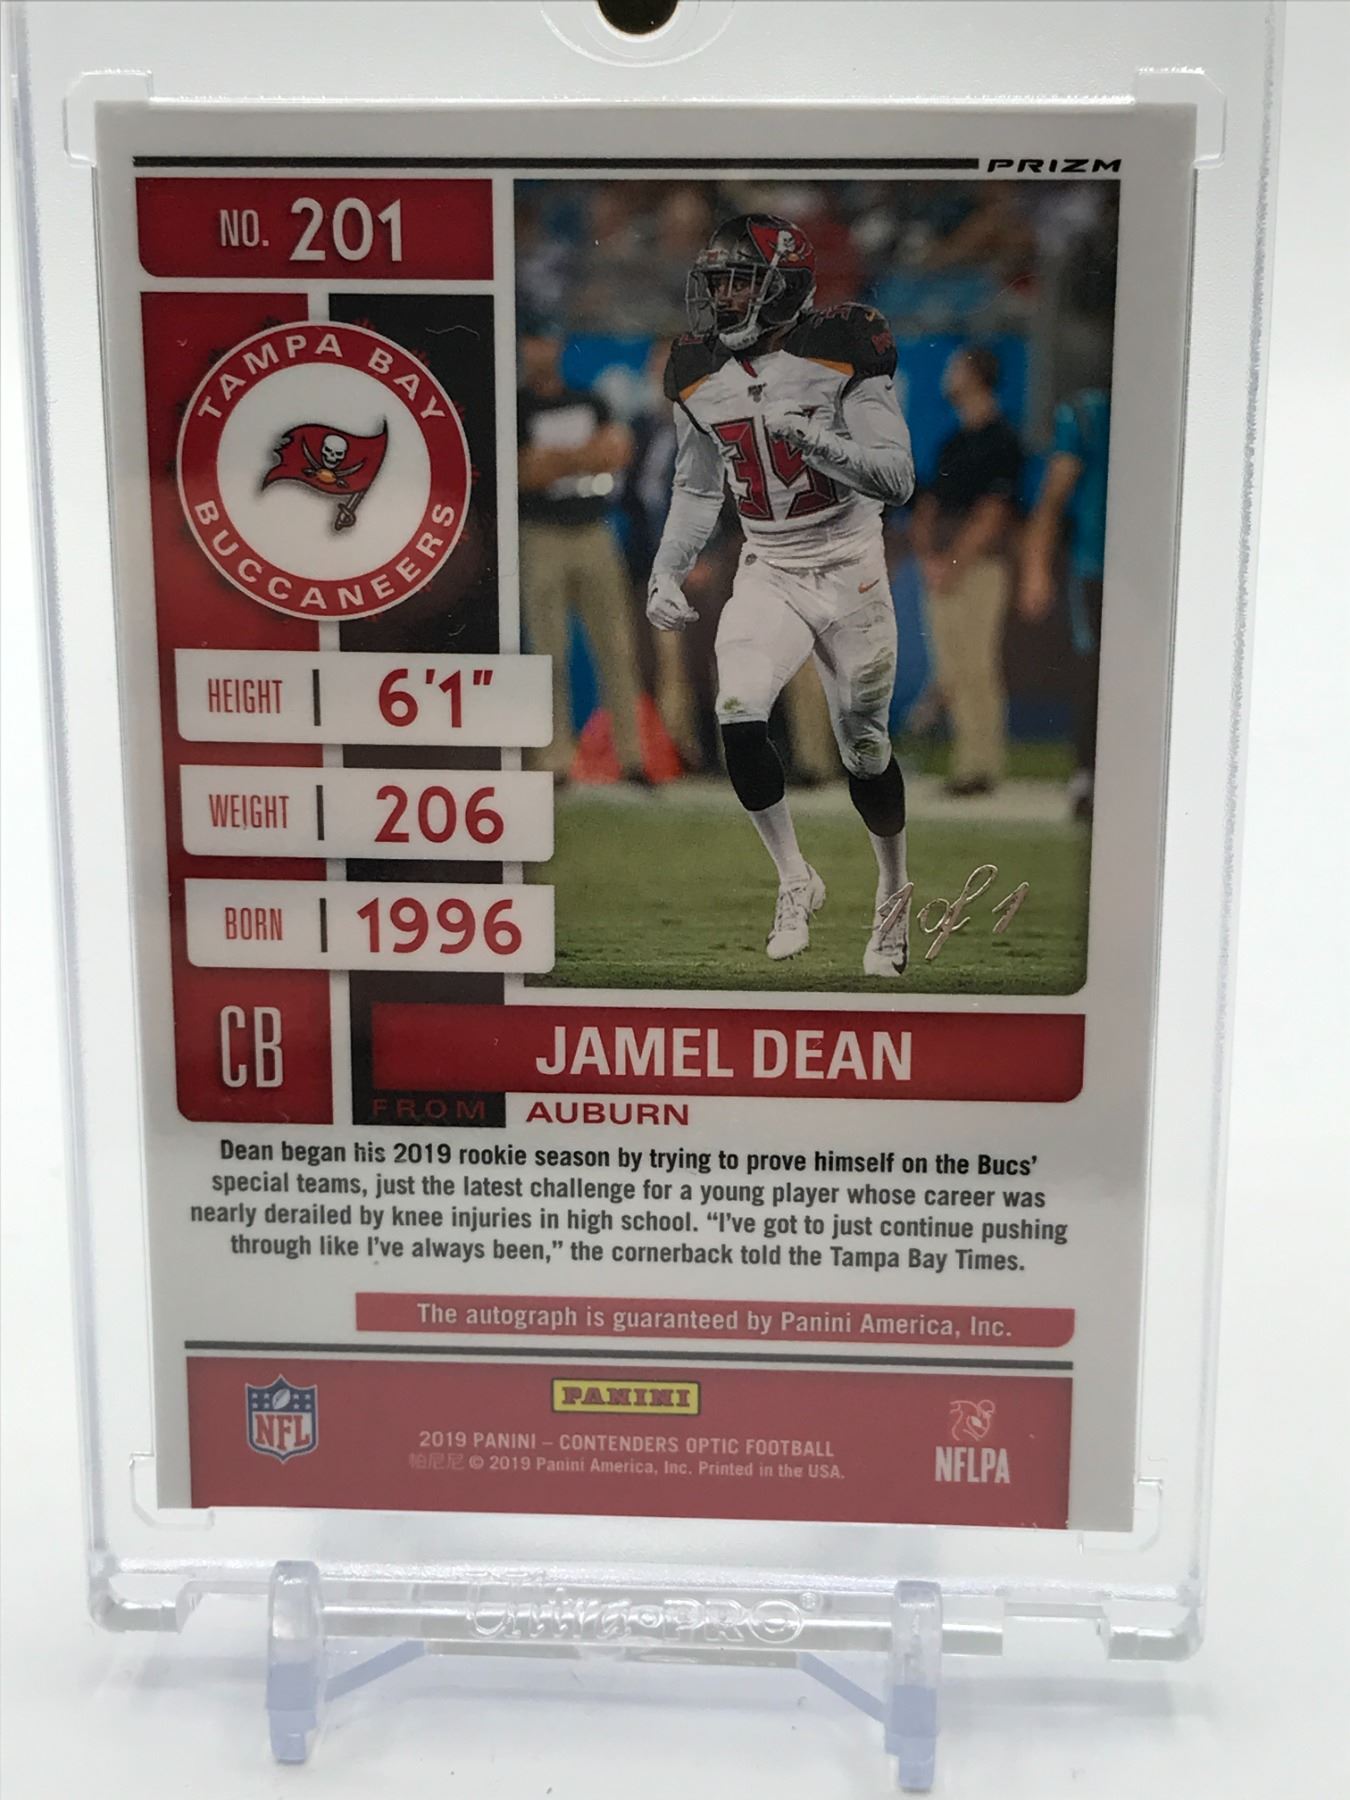 PRIZM
NO. 201
TAMPA BAY
BUCCANEERS
35
HEIGHT | 6'1"
WEIGHT | 206
BORN | 1996
1 of 1
CB
JAMEL DEAN
FROM AUBURN
Dean began his 2019 rookie season by trying to prove himself on the Bucs'
special teams, just the latest challenge for a young player whose career was
nearly derailed by knee injuries in high school. “I've got to just continue pushing
through like I've always been,” the cornerback told the Tampa Bay Times.
The autograph is guaranteed by Panini America, Inc.
NFL
PANINI
2019 PANINI – CONTENDERS OPTIC FOOTBALL
帕尼尼 © 2019 Panini America, Inc. Printed in the USA.
NFLPA
Ultra•PRO®